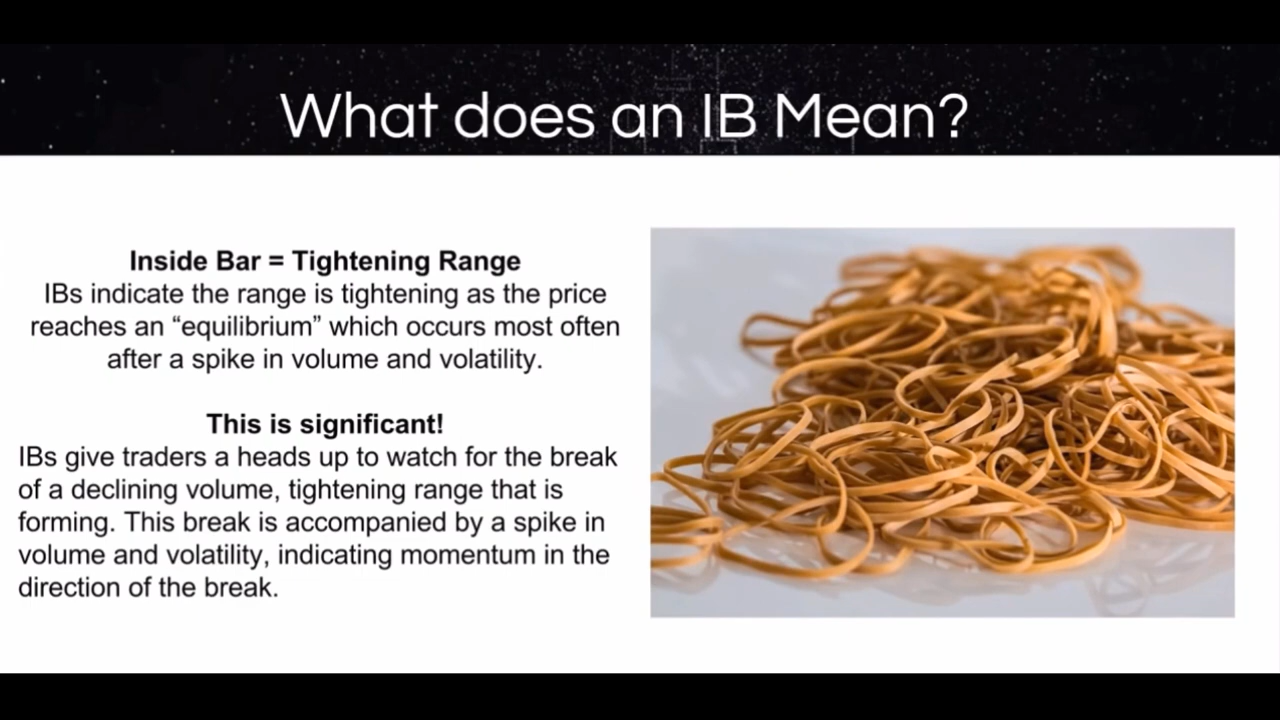 What does an IB Mean?
Inside Bar = Tightening Range
IBs indicate the range is tightening as the price
reaches an “equilibrium” which occurs most often
after a spike in volume and volatility.
This is significant!
IBs give traders a heads up to watch for the break
of a declining volume, tightening range that is
forming. This break is accompanied by a spike in
volume and volatility, indicating momentum in the
direction of the break.